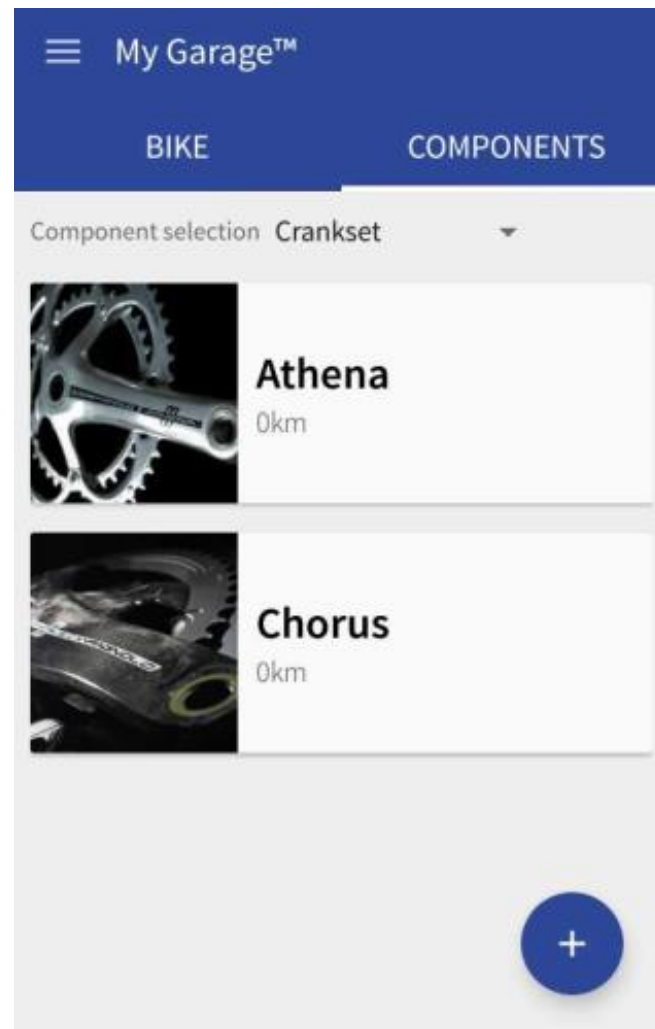 My Garage™
BIKE
COMPONENTS
Component selection Crankset
Athena
0km
Chorus
0km
+